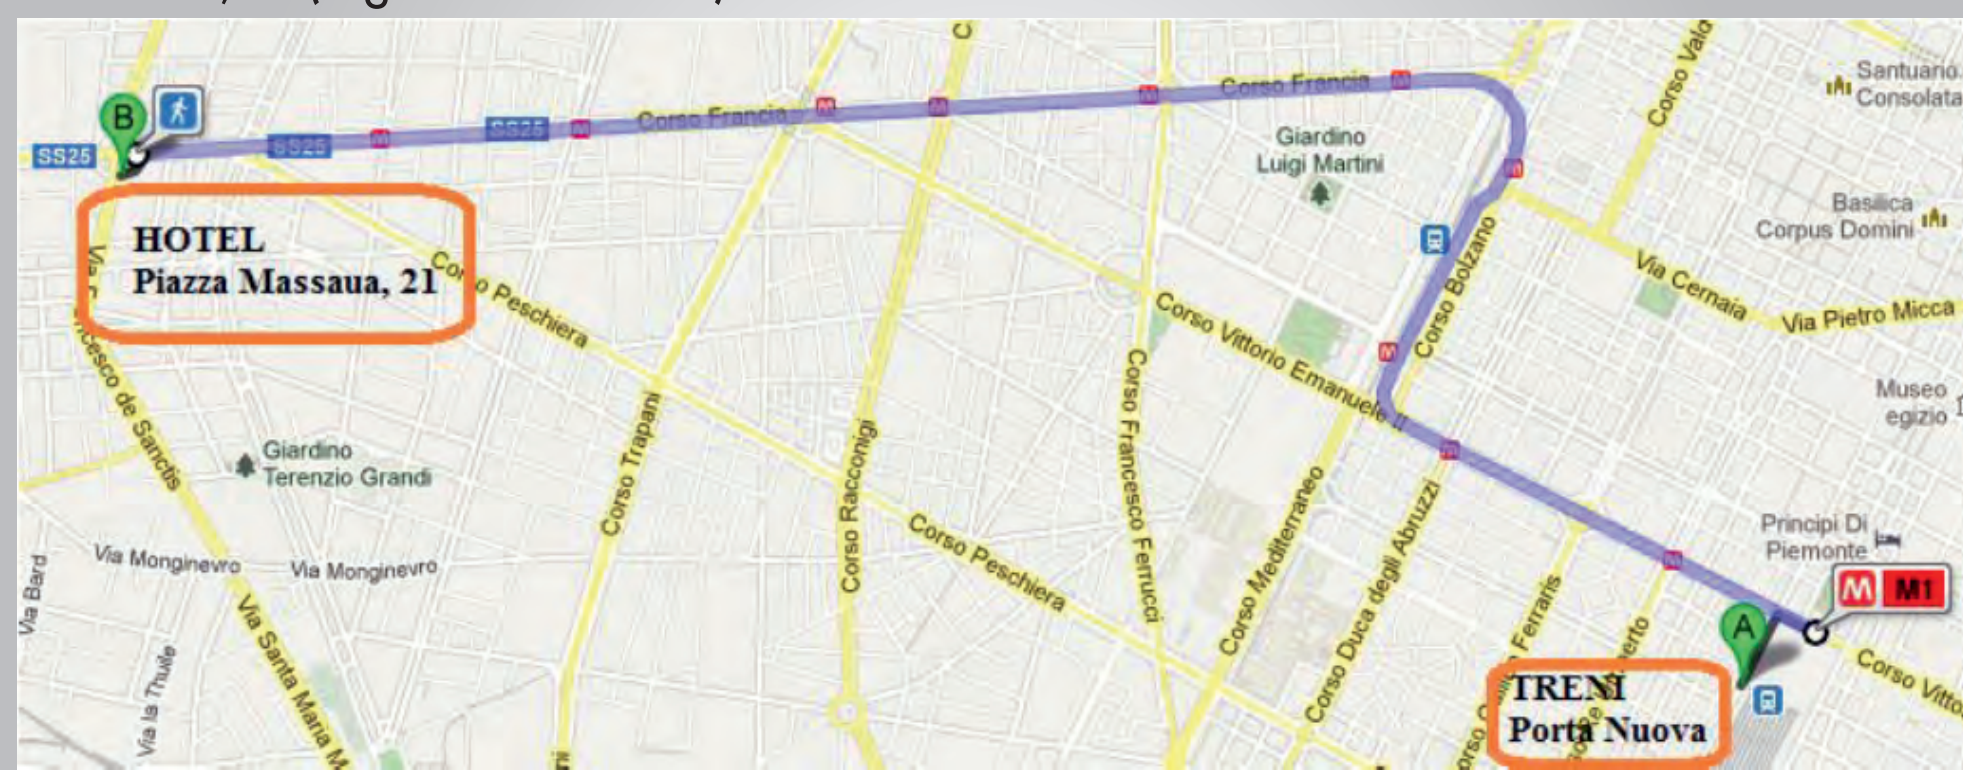 Corso Valdo
Santuario
Consolata
B
SS25
SS25
SS25
Corso Francia
Corso Francia
Giardino
Luigi Martini
Basilica
Corpus Domini
HOTEL
Piazza Massaua, 21
Corso Peschiera
Corso Bolzano
Via Cernaia
Via Pietro Micca
Corso Vittorio Emanuele II
Museo
egizio
Corso Francesco Ferrucci
Corso Trapani
Corso Racconigi
Giardino
Terenzio Grandi
de Sanctis
Corso Mediterraneo
Corso Duca degli Abruzzi
Corso Peschiera
Via Monginevro
Via Monginevro
Via Bard
Via la Thuile
Via Santa Maria M
Principi Di
Piemonte
M M1
A
Ferraris
TRENI
Porta Nuova
Corso Vitto